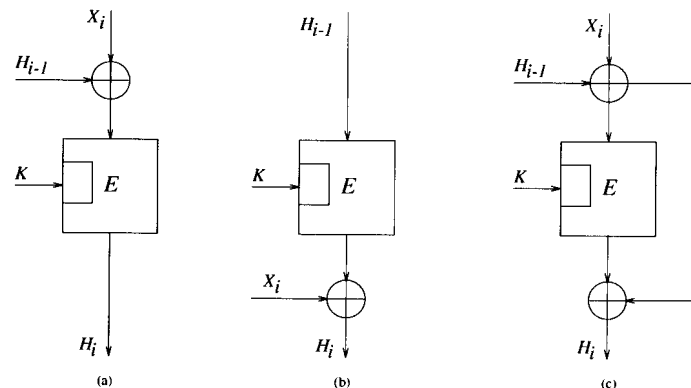 X_i
H_{i-1}
K
E
H_i
(a)
H_{i-1}
K
E
X_i
H_i
(b)
X_i
H_{i-1}
K
E
H_i
(c)